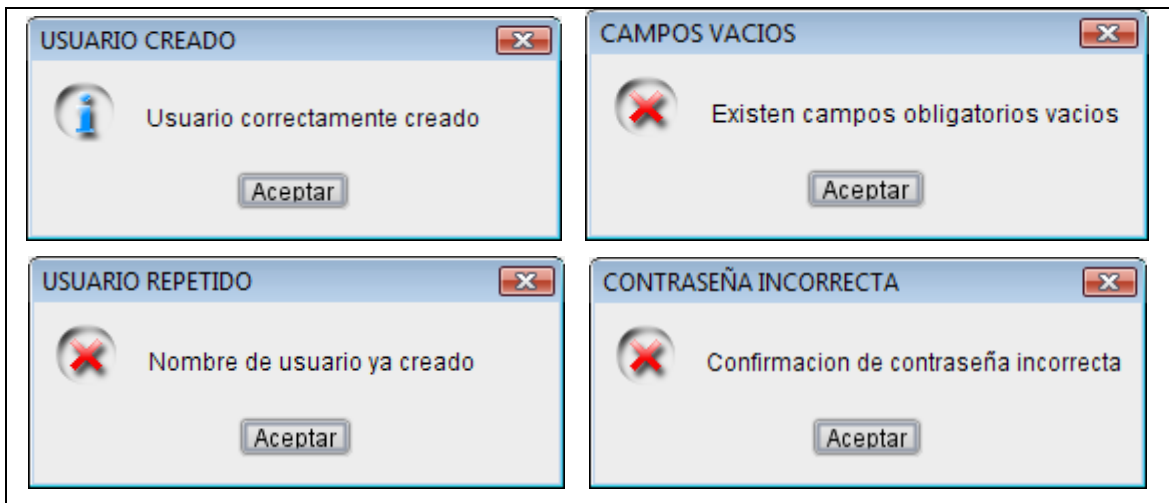 USUARIO CREADO
Usuario correctamente creado
Aceptar
CAMPOS VACIOS
Existen campos obligatorios vacios
Aceptar
USUARIO REPETIDO
Nombre de usuario ya creado
Aceptar
CONTRASEÑA INCORRECTA
Confirmacion de contraseña incorrecta
Aceptar